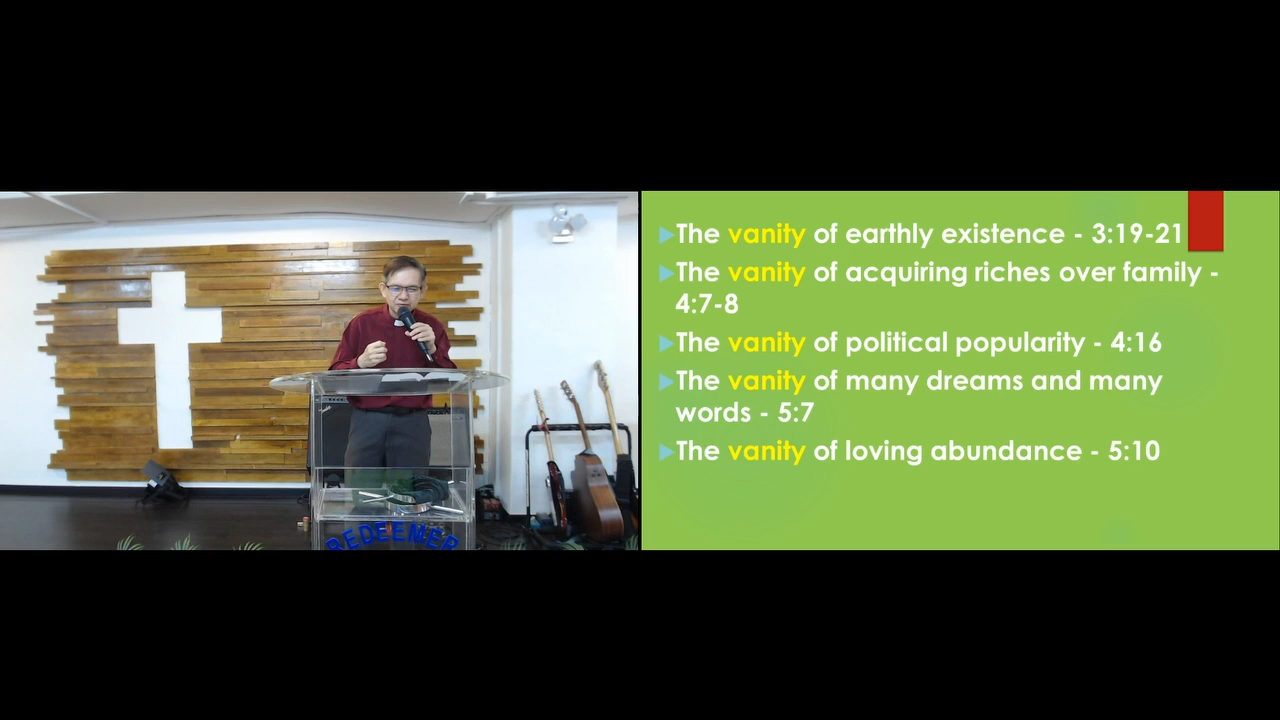 The vanity of earthly existence - 3:19-21
The vanity of acquiring riches over family -
4:7-8
The vanity of political popularity - 4:16
The vanity of many dreams and many
words - 5:7
The vanity of loving abundance - 5:10
REDEEMER